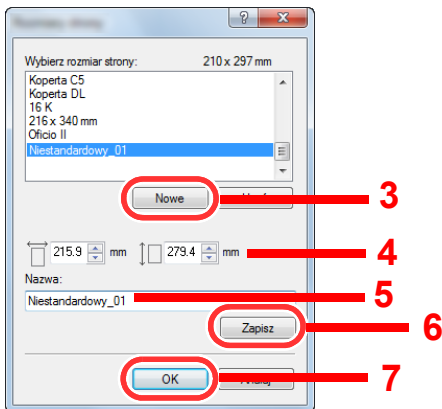 Wybierz rozmiar strony: 210 x 297 mm
Koperta C5
Koperta DL
16 K
216 x 340 mm
Oficio II
Niestandardowy_01
Nowe
3
215.9 mm 279.4 mm 4
Nazwa:
Niestandardowy_01 5
Zapisz 6
OK 7